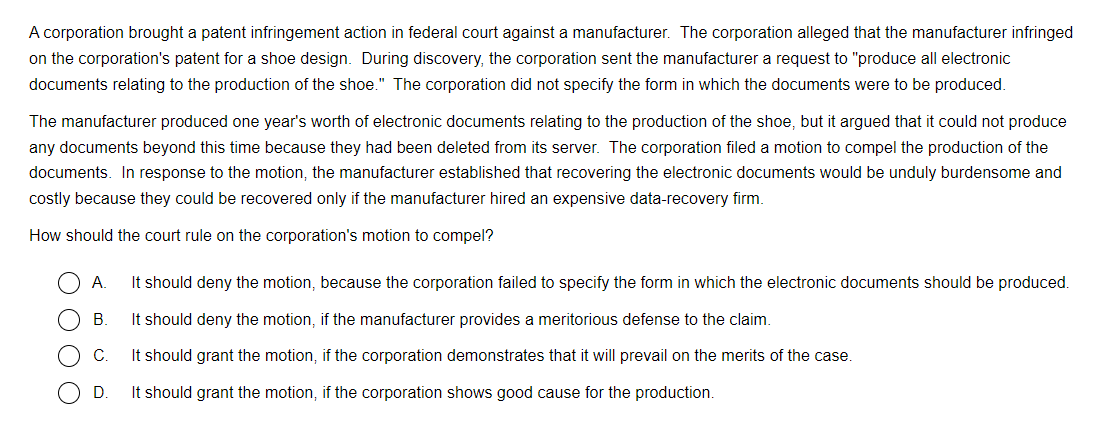 A corporation brought a patent infringement action in federal court against a manufacturer.  The corporation alleged that the manufacturer infringed
on the corporation's patent for a shoe design.  During discovery, the corporation sent the manufacturer a request to "produce all electronic
documents relating to the production of the shoe."  The corporation did not specify the form in which the documents were to be produced.
The manufacturer produced one year's worth of electronic documents relating to the production of the shoe, but it argued that it could not produce
any documents beyond this time because they had been deleted from its server.  The corporation filed a motion to compel the production of the
documents.  In response to the motion, the manufacturer established that recovering the electronic documents would be unduly burdensome and
costly because they could be recovered only if the manufacturer hired an expensive data-recovery firm.
How should the court rule on the corporation's motion to compel?
A. It should deny the motion, because the corporation failed to specify the form in which the electronic documents should be produced.
B. It should deny the motion, if the manufacturer provides a meritorious defense to the claim.
C. It should grant the motion, if the corporation demonstrates that it will prevail on the merits of the case.
D. It should grant the motion, if the corporation shows good cause for the production.